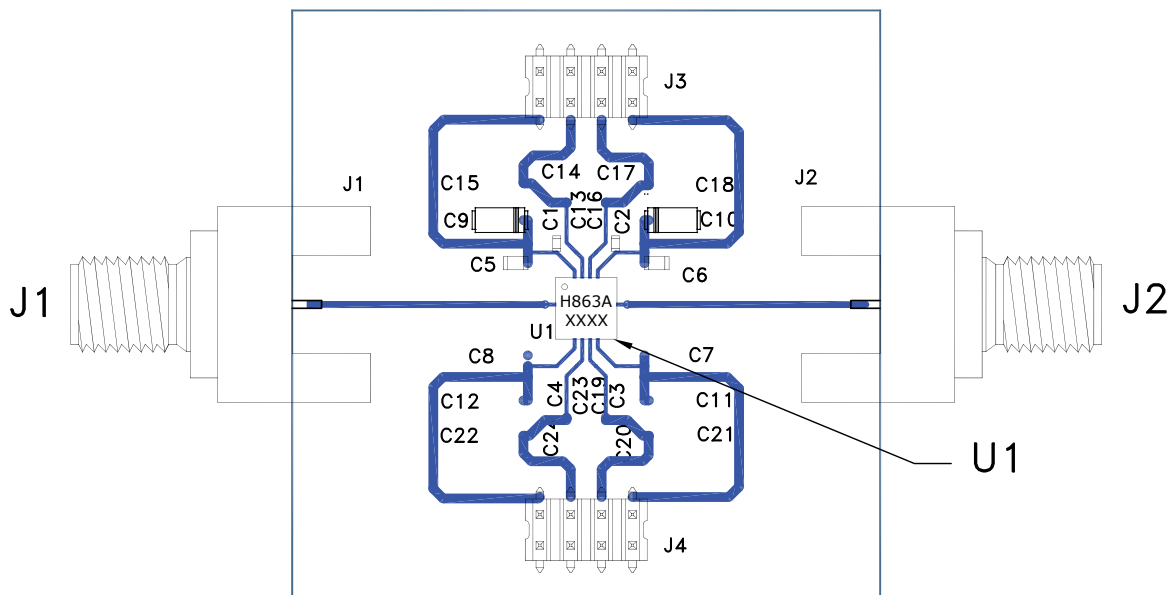 J3
C14 C17
C15 C18
J1 J2
C9 C1 C13 C16 C2 C10
C5 C6
J1 H863A J2
XXXX
U1
C8 C7
C12 C4 C23 C19 C3 C11
C22 C24 C20 C21
U1
J4